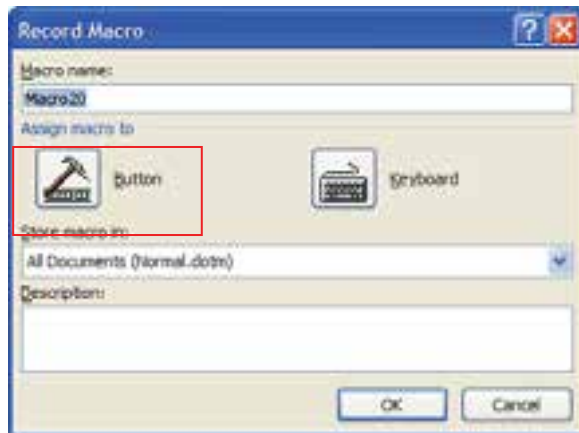 Record Macro
Macro name:
Macro20
Assign macro to
Button
Keyboard
Store macro in:
All Documents (Normal.dotm)
Description:
OK
Cancel